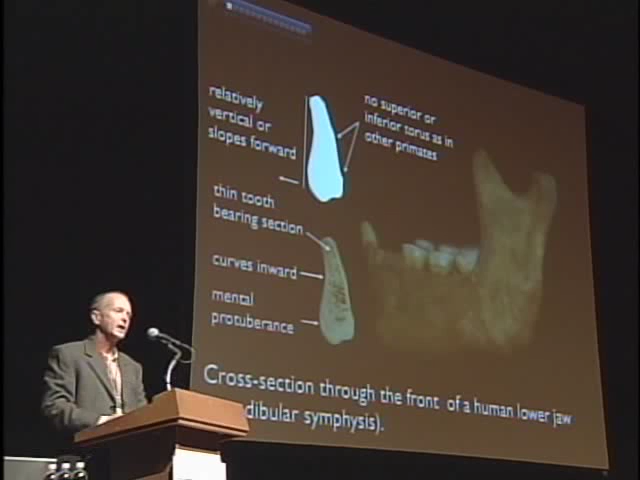 relatively
vertical or
slopes forward
no superior or
inferior torus as in
other primates
thin tooth
bearing section
curves inward
mental
protuberance
Cross-section through the front of a human lower jaw
dibular symphysis).